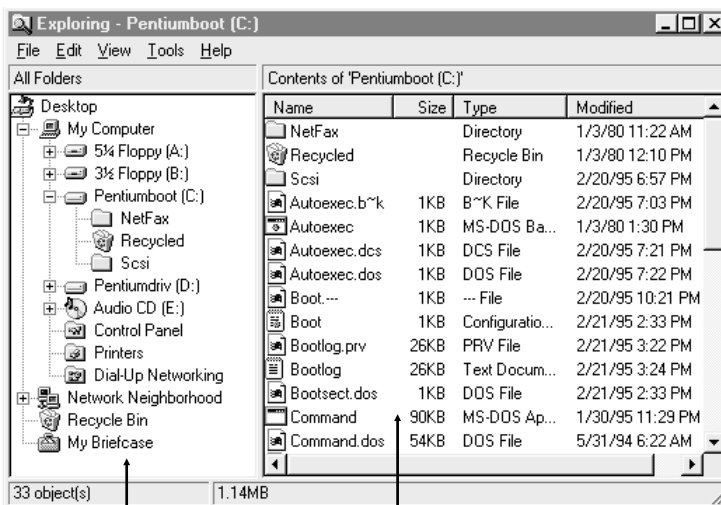 Exploring - Pentiumboot (C:)
File Edit View Tools Help
All Folders
Contents of 'Pentiumboot (C:)'
Desktop
My Computer
5¼ Floppy (A:)
3½ Floppy (B:)
Pentiumboot (C:)
NetFax
Recycled
Scsi
Pentiumdriv (D:)
Audio CD (E:)
Control Panel
Printers
Dial-Up Networking
Network Neighborhood
Recycle Bin
My Briefcase
Name Size Type Modified
NetFax Directory 1/3/80 11:22 AM
Recycled Recycle Bin 1/3/80 12:10 PM
Scsi Directory 2/20/95 6:57 PM
Autoexec.b~k 1KB B~K File 2/20/95 7:03 PM
Autoexec 1KB MS-DOS Ba... 1/3/80 1:30 PM
Autoexec.dcs 1KB DCS File 2/20/95 7:21 PM
Autoexec.dos 1KB DOS File 2/20/95 7:22 PM
Boot.--- 1KB --- File 2/20/95 10:21 PM
Boot 1KB Configuratio... 2/21/95 2:33 PM
Bootlog.prv 26KB PRV File 2/21/95 3:22 PM
Bootlog 26KB Text Docum... 2/21/95 3:24 PM
Bootsect.dos 1KB DOS File 2/21/95 2:33 PM
Command 90KB MS-DOS Ap... 1/30/95 11:29 PM
Command.dos 54KB DOS File 5/31/94 6:22 AM
33 object(s) 1.14MB